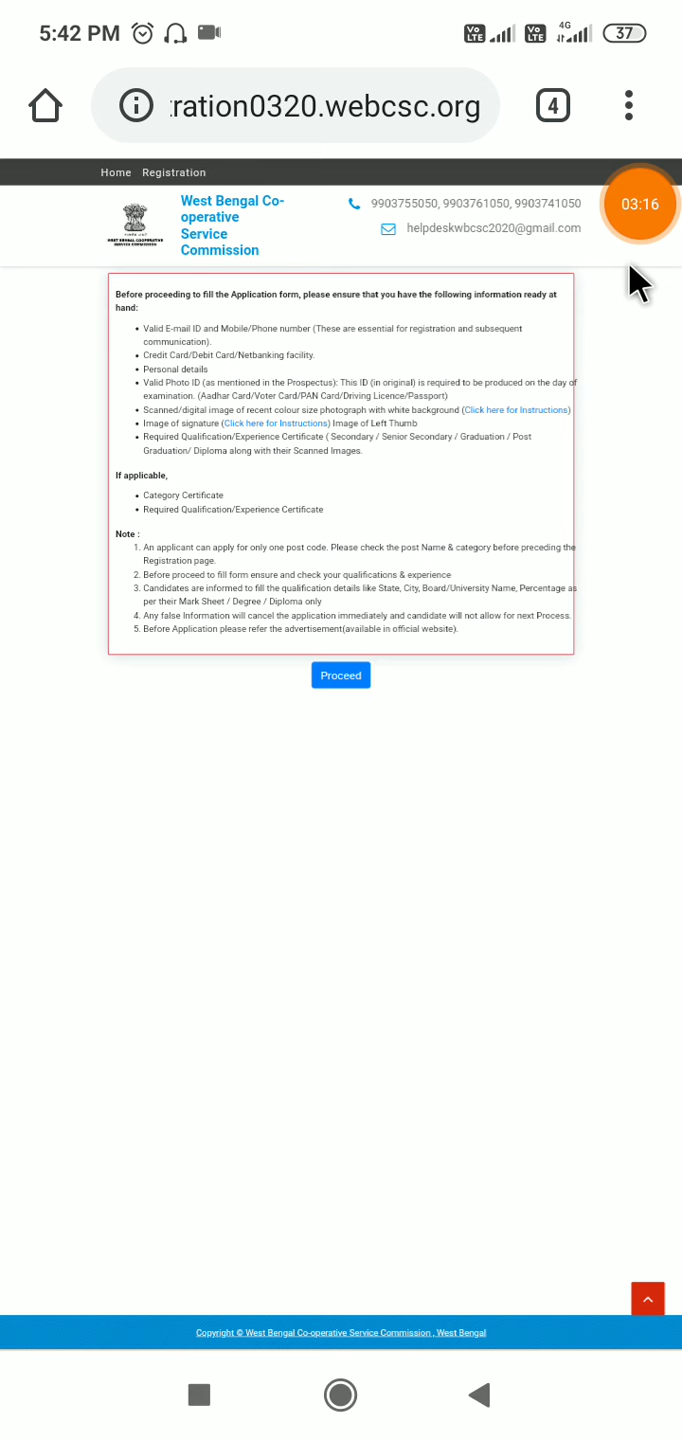 5:42 PM
Vo LTE Vo LTE 4G 37
:ration0320.webcsc.org 4
Home Registration
03:16
West Bengal Co-
operative
Service
Commission
9903755050, 9903761050, 9903741050
helpdeskwbcsc2020@gmail.com
Before proceeding to fill the Application form, please ensure that you have the following information ready at
hand:
• Valid E-mail ID and Mobile/Phone number (These are essential for registration and subsequent
communication).
• Credit Card/Debit Card/Netbanking facility.
• Personal details
• Valid Photo ID (as mentioned in the Prospectus): This ID (in original) is required to be produced on the day of
examination. (Aadhar Card/Voter Card/PAN Card/Driving Licence/Passport)
• Scanned/digital image of recent colour size photograph with white background (Click here for Instructions)
• Image of signature (Click here for Instructions) Image of Left Thumb
• Required Qualification/Experience Certificate ( Secondary / Senior Secondary / Graduation / Post
Graduation/ Diploma along with their Scanned Images.
If applicable,
• Category Certificate
• Required Qualification/Experience Certificate
Note :
1. An applicant can apply for only one post code. Please check the post Name & category before preceding the
Registration page.
2. Before proceed to fill form ensure and check your qualifications & experience
3. Candidates are informed to fill the qualification details like State, City, Board/University Name, Percentage as
per their Mark Sheet / Degree / Diploma only
4. Any false Information will cancel the application immediately and candidate will not allow for next Process.
5. Before Application please refer the advertisement(available in official website).
Proceed
Copyright © West Bengal Co-operative Service Commission , West Bengal